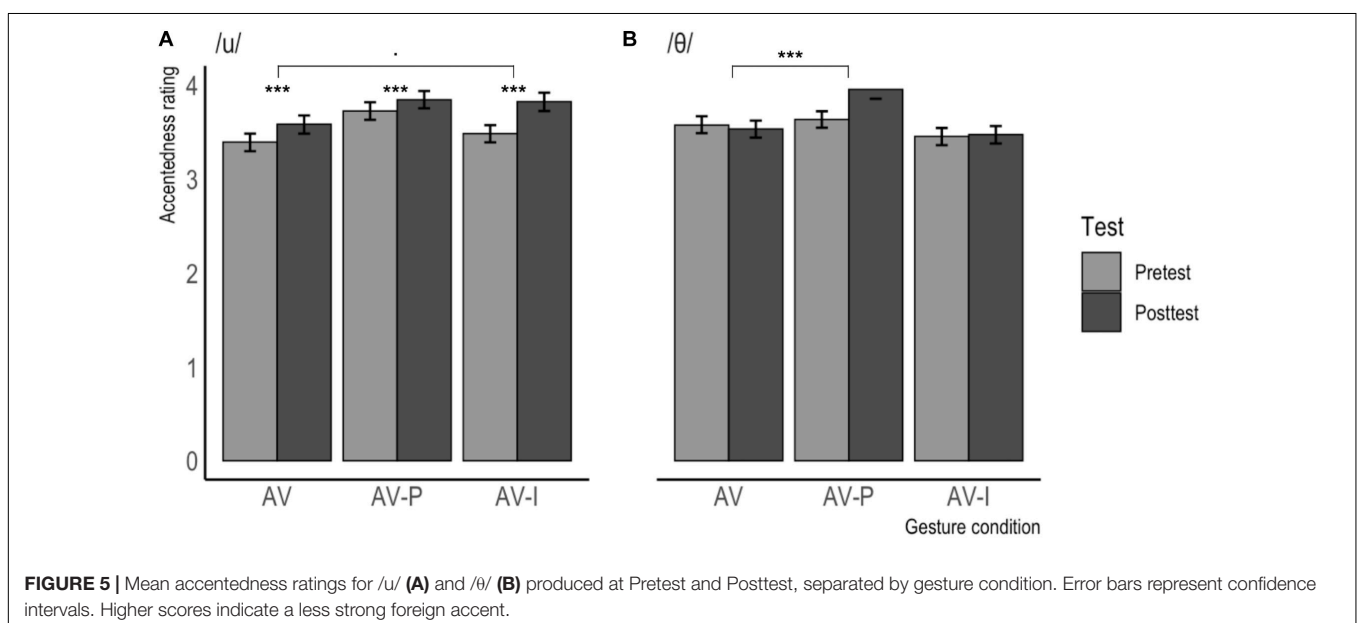 A /u/
.
*** *** ***
Accentedness rating
4
3
2
1
0
AV AV-P AV-I
B /θ/
***
AV AV-P AV-I
Gesture condition
Test
Pretest
Posttest
FIGURE 5 | Mean accentedness ratings for /u/ (A) and /θ/ (B) produced at Pretest and Posttest, separated by gesture condition. Error bars represent confidence
intervals. Higher scores indicate a less strong foreign accent.